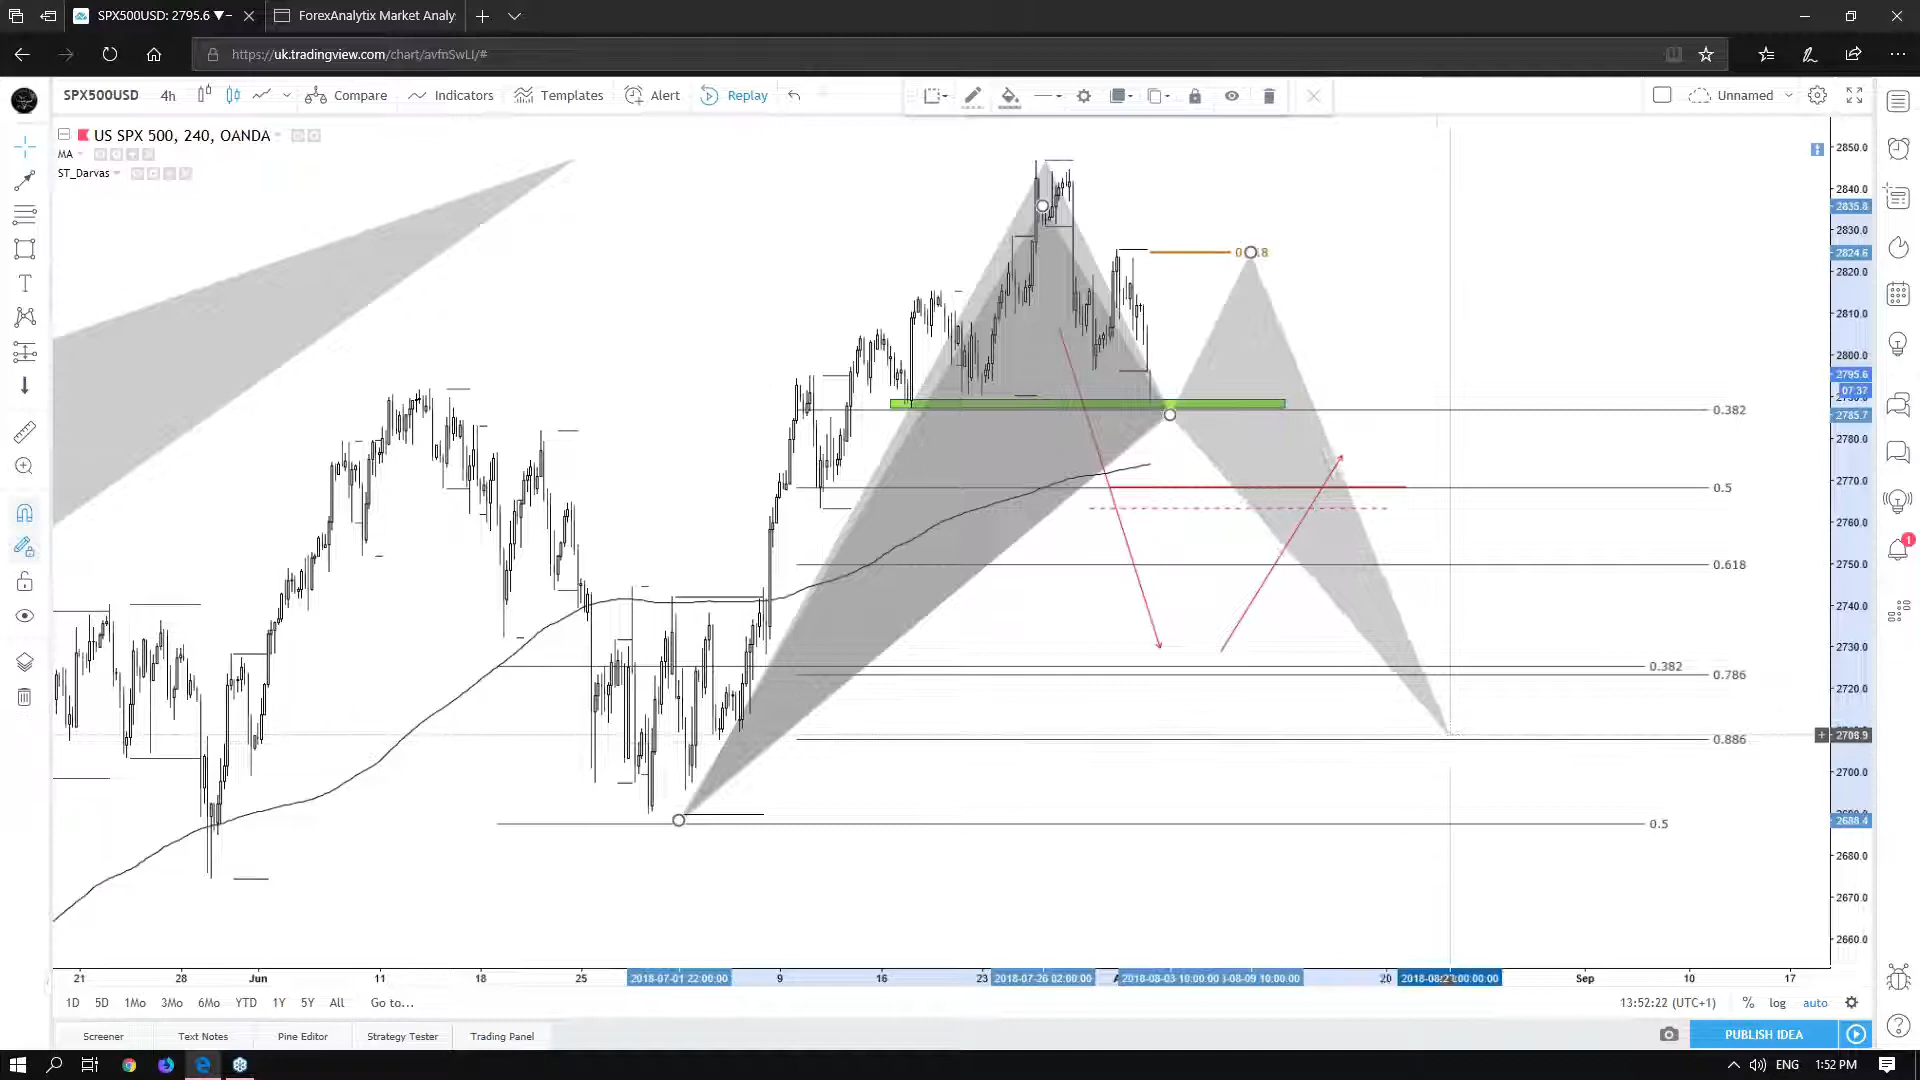 SPX500USD: 2795.6 ▼−
ForexAnalytix Market Analy
https://uk.tradingview.com/chart/avfnSwLI/#
SPX500USD 4h Compare Indicators Templates Alert Replay Unnamed
US SPX 500, 240, OANDA
MA
ST_Darvas
2850.0
2840.0
2835.8
2830.0
2824.6
2820.0
2810.0
2800.0
2795.6
07:37
2785.7
0.382
2780.0
2770.0
0.5
2760.0
2750.0
0.618
2740.0
2730.0
0.382
0.786
2720.0
2708.9
0.886
2700.0
2688.4
0.5
2680.0
2670.0
2660.0
21 28 Jun 11 18 25 2018-07-01 22:00:00 9 16 23 2018-07-26 02:00:00 2018-08-03 10:00:00 20 Sep 10 17
1D 5D 1Mo 3Mo 6Mo YTD 1Y 5Y All Go to... 13:52:22 (UTC+1) % log auto
Screener Text Notes Pine Editor Strategy Tester Trading Panel PUBLISH IDEA
ENG 1:52 PM